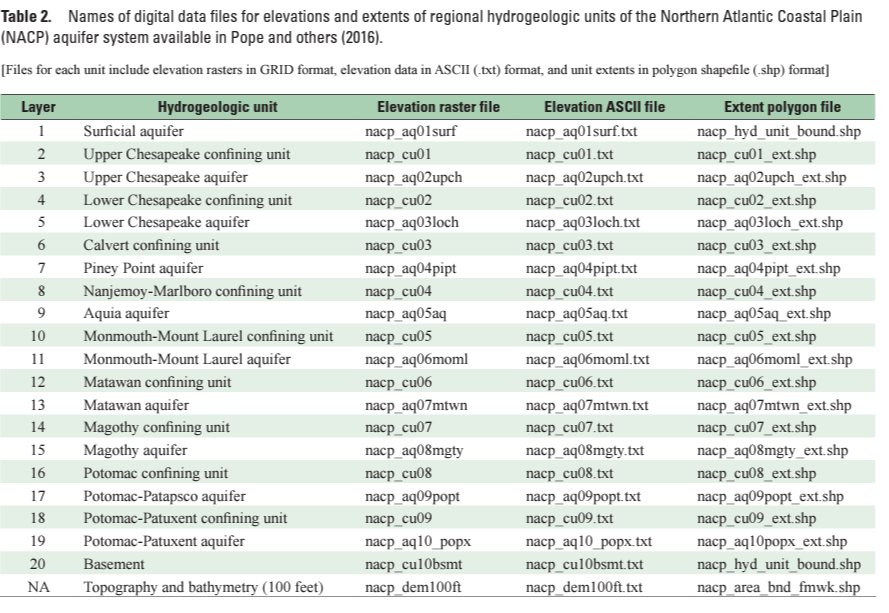 Table 2. Names of digital data files for elevations and extents of regional hydrogeologic units of the Northern Atlantic Coastal Plain
(NACP) aquifer system available in Pope and others (2016).
[Files for each unit include elevation rasters in GRID format, elevation data in ASCII (.txt) format, and unit extents in polygon shapefile (.shp) format]
Layer Hydrogeologic unit Elevation raster file Elevation ASCII file Extent polygon file
1 Surficial aquifer nacp_aq01surf nacp_aq01surf.txt nacp_hyd_unit_bound.shp
2 Upper Chesapeake confining unit nacp_cu01 nacp_cu01.txt nacp_cu01_ext.shp
3 Upper Chesapeake aquifer nacp_aq02upch nacp_aq02upch.txt nacp_aq02upch_ext.shp
4 Lower Chesapeake confining unit nacp_cu02 nacp_cu02.txt nacp_cu02_ext.shp
5 Lower Chesapeake aquifer nacp_aq03loch nacp_aq03loch.txt nacp_aq03loch_ext.shp
6 Calvert confining unit nacp_cu03 nacp_cu03.txt nacp_cu03_ext.shp
7 Piney Point aquifer nacp_aq04pipt nacp_aq04pipt.txt nacp_aq04pipt_ext.shp
8 Nanjemoy-Marlboro confining unit nacp_cu04 nacp_cu04.txt nacp_cu04_ext.shp
9 Aquia aquifer nacp_aq05aq nacp_aq05aq.txt nacp_aq05aq_ext.shp
10 Monmouth-Mount Laurel confining unit nacp_cu05 nacp_cu05.txt nacp_cu05_ext.shp
11 Monmouth-Mount Laurel aquifer nacp_aq06moml nacp_aq06moml.txt nacp_aq06moml_ext.shp
12 Matawan confining unit nacp_cu06 nacp_cu06.txt nacp_cu06_ext.shp
13 Matawan aquifer nacp_aq07mtwn nacp_aq07mtwn.txt nacp_aq07mtwn_ext.shp
14 Magothy confining unit nacp_cu07 nacp_cu07.txt nacp_cu07_ext.shp
15 Magothy aquifer nacp_aq08mgty nacp_aq08mgty.txt nacp_aq08mgty_ext.shp
16 Potomac confining unit nacp_cu08 nacp_cu08.txt nacp_cu08_ext.shp
17 Potomac-Patapsco aquifer nacp_aq09popt nacp_aq09popt.txt nacp_aq09popt_ext.shp
18 Potomac-Patuxent confining unit nacp_cu09 nacp_cu09.txt nacp_cu09_ext.shp
19 Potomac-Patuxent aquifer nacp_aq10_popx nacp_aq10_popx.txt nacp_aq10popx_ext.shp
20 Basement nacp_cu10bsmt nacp_cu10bsmt.txt nacp_hyd_unit_bound.shp
NA Topography and bathymetry (100 feet) nacp_dem100ft nacp_dem100ft.txt nacp_area_bnd_fmwk.shp